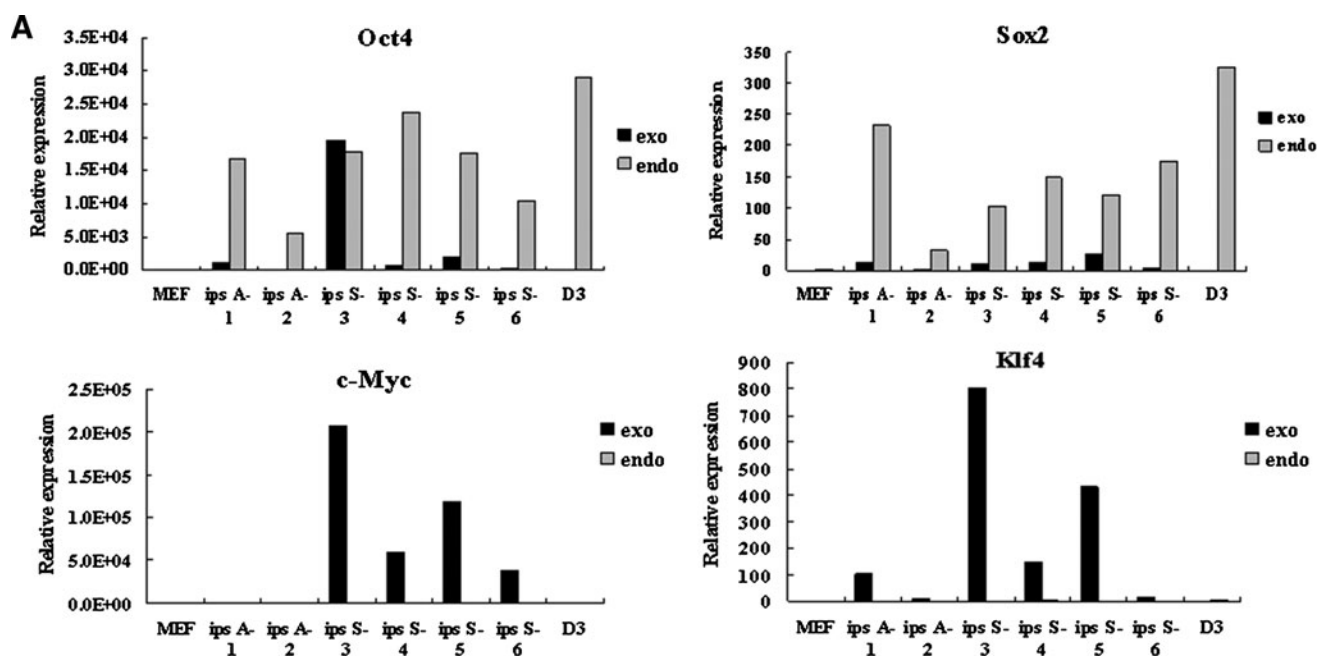 A
Oct4
Relative expression
3.5E+04
3.0E+04
2.5E+04
2.0E+04
1.5E+04
1.0E+04
5.0E+03
0.0E+00
MEF ips A- ips A- ips S- ips S- ips S- ips S- D3
1 2 3 4 5 6
exo
endo
Sox2
Relative expression
350
300
250
200
150
100
50
0
MEF ips A- ips A- ips S- ips S- ips S- ips S- D3
1 2 3 4 5 6
exo
endo
c-Myc
Relative expression
2.5E+05
2.0E+05
1.5E+05
1.0E+05
5.0E+04
0.0E+00
MEF ips A- ips A- ips S- ips S- ips S- ips S- D3
1 2 3 4 5 6
exo
endo
Klf4
Relative expression
900
800
700
600
500
400
300
200
100
0
MEF ips A- ips A- ips S- ips S- ips S- ips S- D3
1 2 3 4 5 6
exo
endo